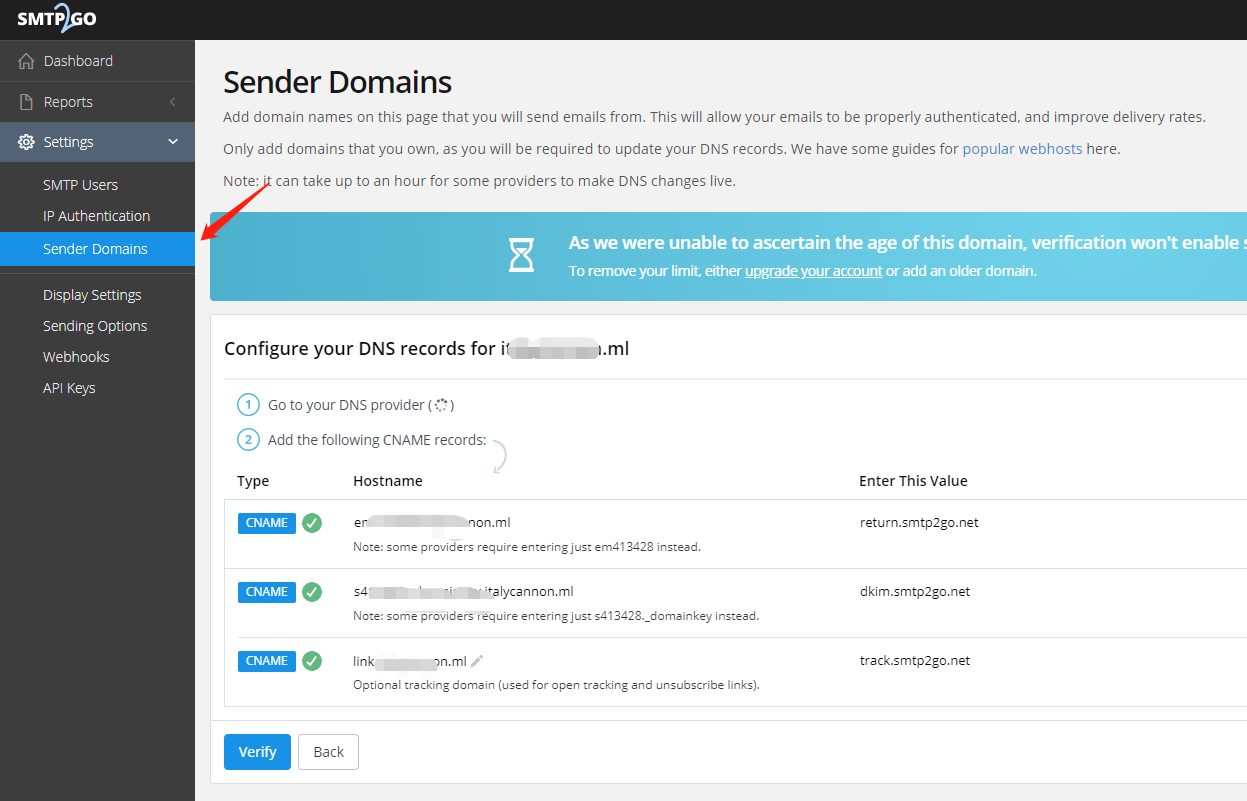 SMTP2GO
Dashboard
Reports
Settings
SMTP Users
IP Authentication
Sender Domains
Display Settings
Sending Options
Webhooks
API Keys
Sender Domains
Add domain names on this page that you will send emails from. This will allow your emails to be properly authenticated, and improve delivery rates.
Only add domains that you own, as you will be required to update your DNS records. We have some guides for popular webhosts here.
Note: it can take up to an hour for some providers to make DNS changes live.
As we were unable to ascertain the age of this domain, verification won't enable
To remove your limit, either upgrade your account or add an older domain.
Configure your DNS records for .ml
1 Go to your DNS provider ( )
2 Add the following CNAME records:
Type Hostname Enter This Value
CNAME non.ml return.smtp2go.net
Note: some providers require entering just em413428 instead.
CNAME italycannon.ml dkim.smtp2go.net
Note: some providers require entering just s413428._domainkey instead.
CNAME link on.ml track.smtp2go.net
Optional tracking domain (used for open tracking and unsubscribe links).
Verify Back